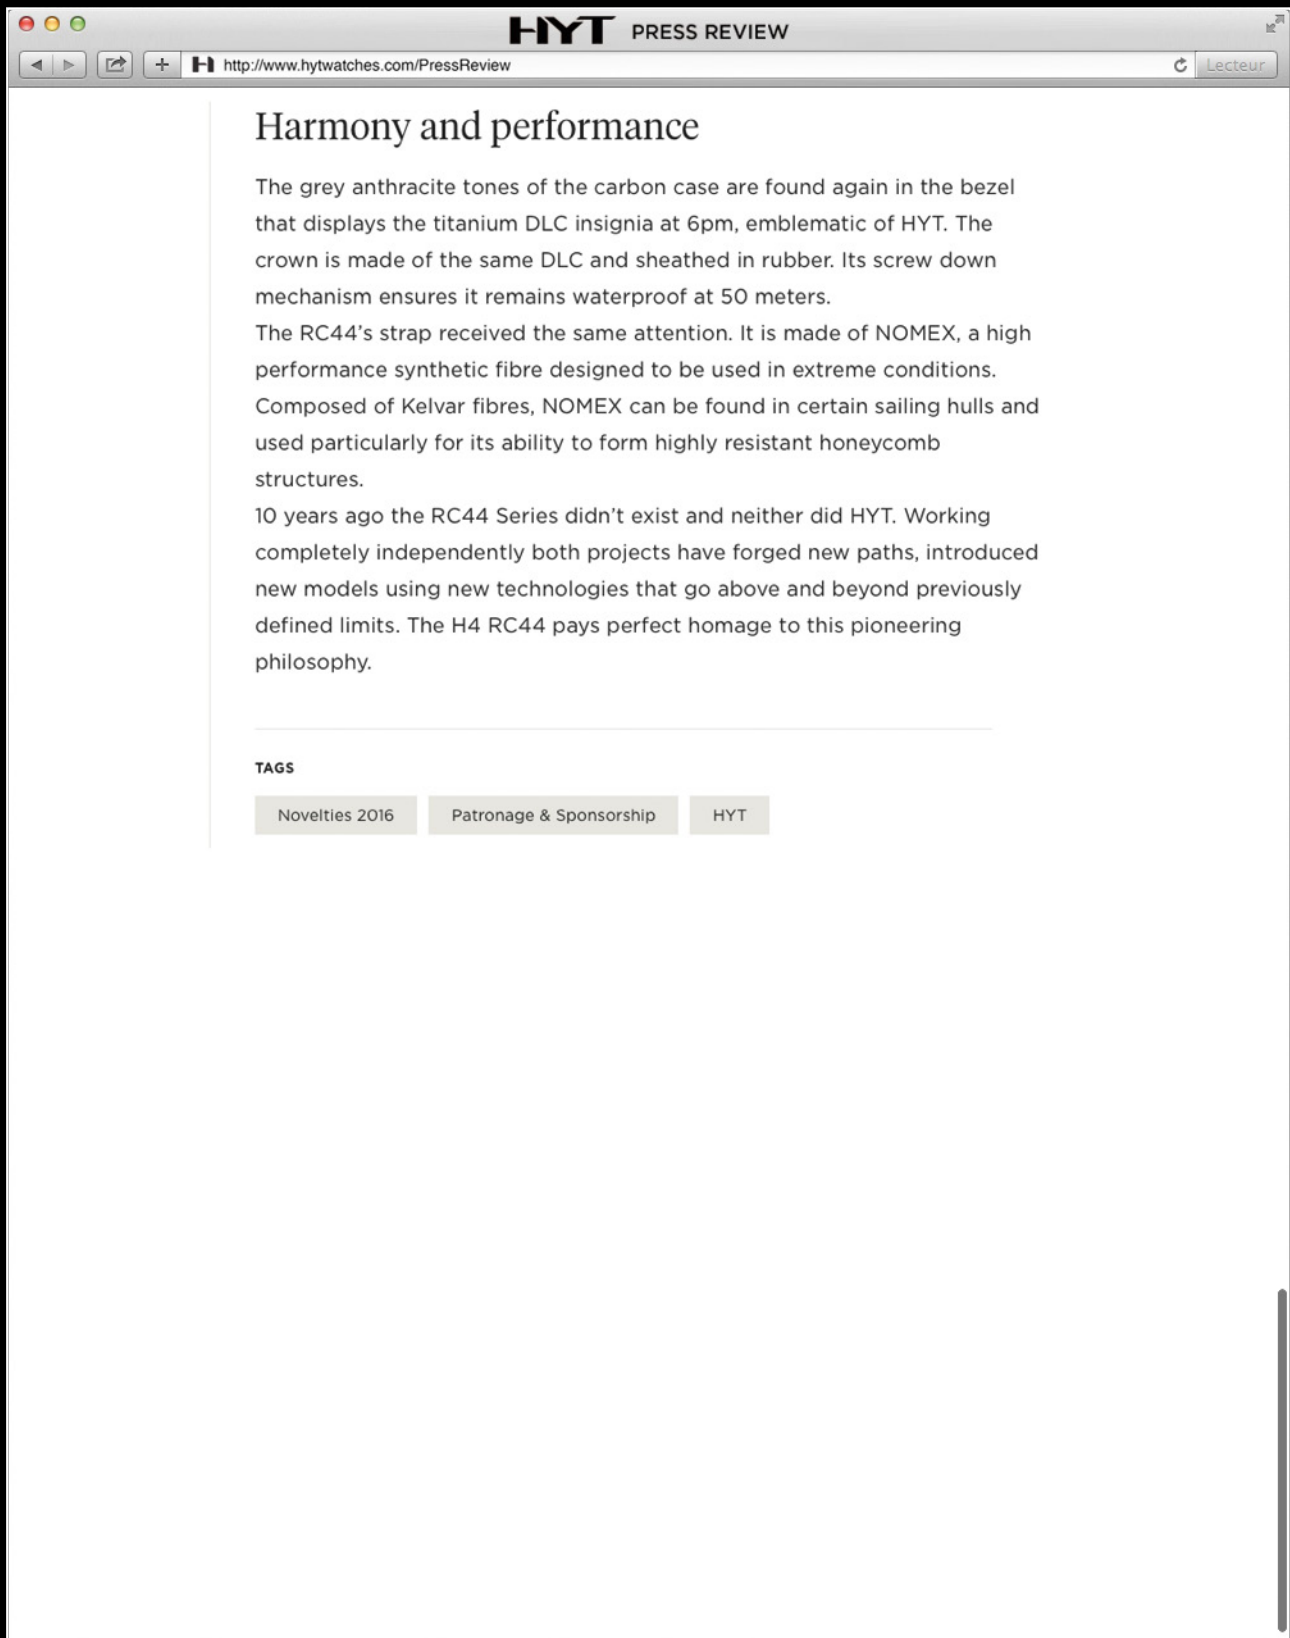 HYT PRESS REVIEW
http://www.hytwatches.com/PressReview
Lecteur
Harmony and performance
The grey anthracite tones of the carbon case are found again in the bezel
that displays the titanium DLC insignia at 6pm, emblematic of HYT. The
crown is made of the same DLC and sheathed in rubber. Its screw down
mechanism ensures it remains waterproof at 50 meters.
The RC44’s strap received the same attention. It is made of NOMEX, a high
performance synthetic fibre designed to be used in extreme conditions.
Composed of Kelvar fibres, NOMEX can be found in certain sailing hulls and
used particularly for its ability to form highly resistant honeycomb
structures.
10 years ago the RC44 Series didn’t exist and neither did HYT. Working
completely independently both projects have forged new paths, introduced
new models using new technologies that go above and beyond previously
defined limits. The H4 RC44 pays perfect homage to this pioneering
philosophy.
TAGS
Novelties 2016 Patronage & Sponsorship HYT